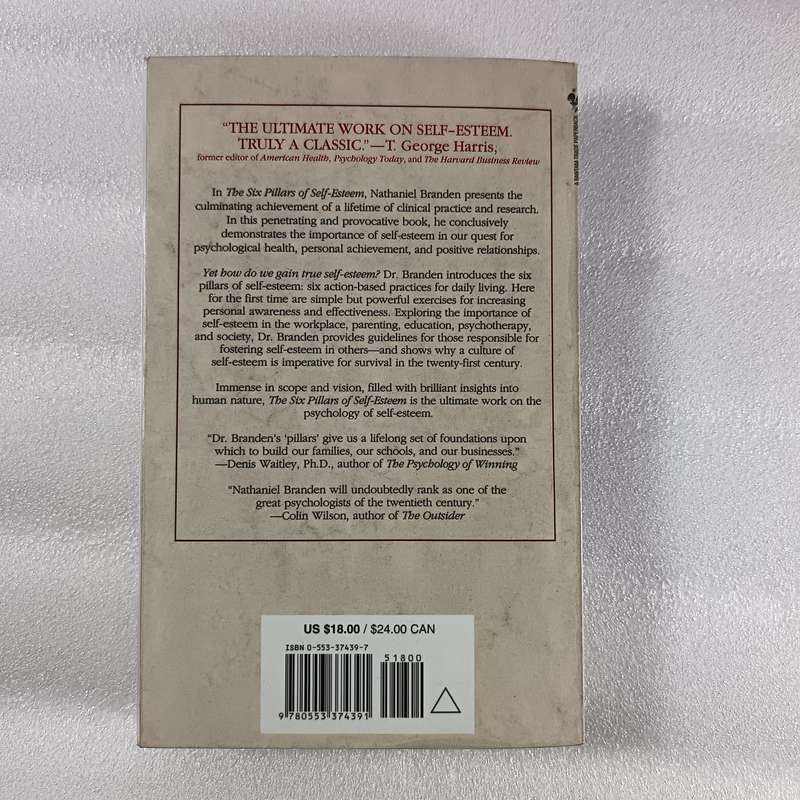 “THE ULTIMATE WORK ON SELF–ESTEEM.
TRULY A CLASSIC.”—T. George Harris,
former editor of American Health, Psychology Today, and The Harvard Business Review
In The Six Pillars of Self-Esteem, Nathaniel Branden presents the
culminating achievement of a lifetime of clinical practice and research.
In this penetrating and provocative book, he conclusively
demonstrates the importance of self-esteem in our quest for
psychological health, personal achievement, and positive relationships.
Yet how do we gain true self-esteem? Dr. Branden introduces the six
pillars of self-esteem: six action-based practices for daily living. Here
for the first time are simple but powerful exercises for increasing
personal awareness and effectiveness. Exploring the importance of
self-esteem in the workplace, parenting, education, psychotherapy,
and society, Dr. Branden provides guidelines for those responsible for
fostering self-esteem in others—and shows why a culture of
self-esteem is imperative for survival in the twenty-first century.
Immense in scope and vision, filled with brilliant insights into
human nature, The Six Pillars of Self-Esteem is the ultimate work on the
psychology of self-esteem.
“Dr. Branden’s ‘pillars’ give us a lifelong set of foundations upon
which to build our families, our schools, and our businesses.”
—Denis Waitley, Ph.D., author of The Psychology of Winning
“Nathaniel Branden will undoubtedly rank as one of the
great psychologists of the twentieth century.”
—Colin Wilson, author of The Outsider
A BANTAM TRADE PAPERBACK
US $18.00 / $24.00 CAN
ISBN 0-553-37439-7
51800
9 780553 374391